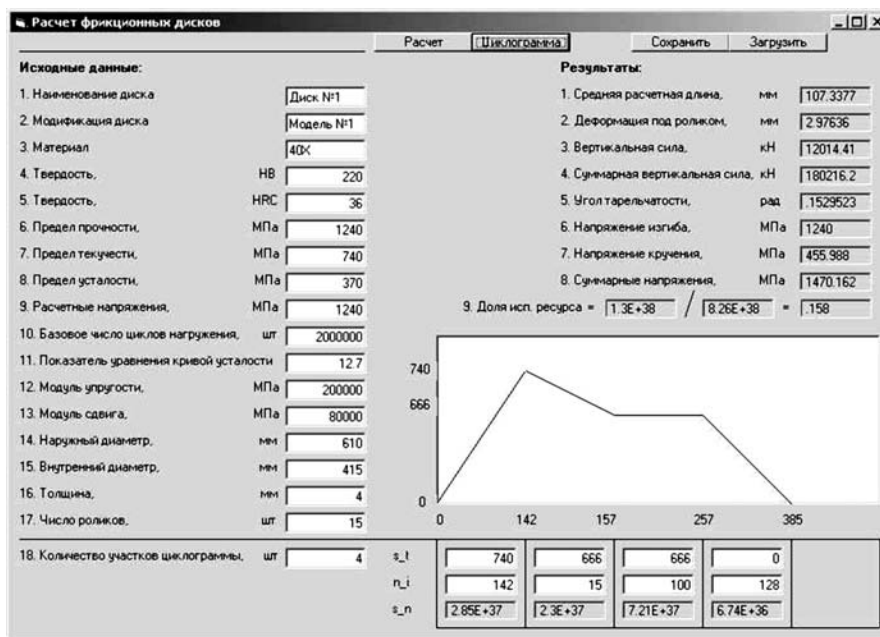 Расчет фрикционных дисков
Расчет Циклограмма Сохранить Загрузить
Исходные данные:
1. Наименование диска Диск №1
2. Модификация диска Модель №1
3. Материал 40Х
4. Твердость, НВ 220
5. Твердость, HRC 36
6. Предел прочности, МПа 1240
7. Предел текучести, МПа 740
8. Предел усталости, МПа 370
9. Расчетные напряжения, МПа 1240
10. Базовое число циклов нагружения, шт 2000000
11. Показатель уравнения кривой усталости 12.7
12. Модуль упругости, МПа 200000
13. Модуль сдвига, МПа 80000
14. Наружный диаметр, мм 610
15. Внутренний диаметр, мм 415
16. Толщина, мм 4
17. Число роликов, шт 15
18. Количество участков циклограммы, шт 4
Результаты:
1. Средняя расчетная длина, мм 107.3377
2. Деформация под роликом, мм 2.97636
3. Вертикальная сила, кН 12014.41
4. Суммарная вертикальная сила, кН 180216.2
5. Угол тарельчатости, рад .1529523
6. Напряжение изгиба, МПа 1240
7. Напряжение кручения, МПа 455.988
8. Суммарные напряжения, МПа 1470.162
9. Доля исп. ресурса = 1.3E+38 / 8.26E+38 = .158
740
666
0
0 142 157 257 385
s_t 740 666 666 0
n_i 142 15 100 128
s_n 2.85E+37 2.3E+37 7.21E+37 6.74E+36